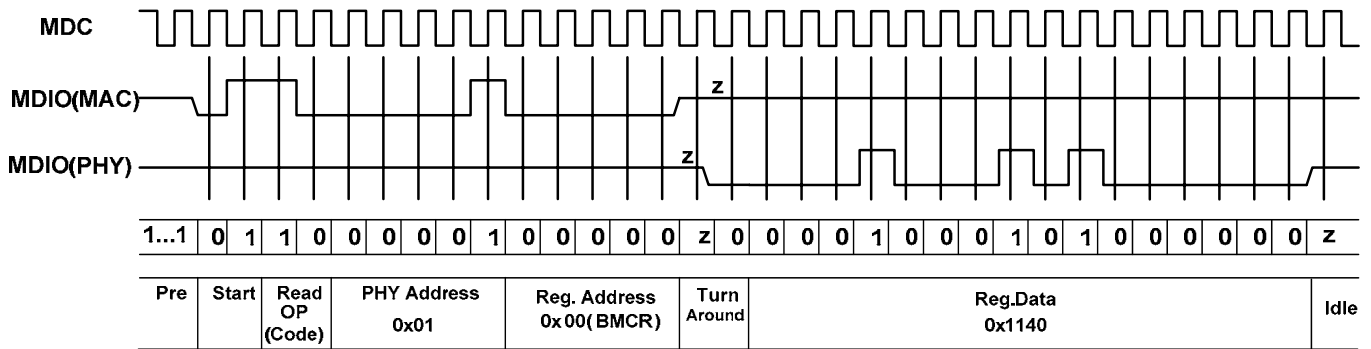 MDC
z
MDIO(MAC)
z
MDIO(PHY)
1...1 0 1 1 0 0 0 0 0 1 0 0 0 0 0 z 0 0 0 0 1 0 0 0 1 0 1 0 0 0 0 0 0 z
Pre
Start
Read
OP
(Code)
PHY Address
0x01
Reg. Address
0x00(BMCR)
Turn
Around
Reg.Data
0x1140
Idle